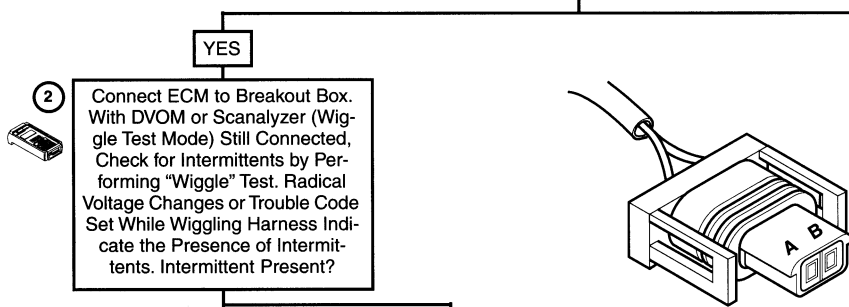 YES
2
Connect ECM to Breakout Box.
With DVOM or Scanalyzer (Wig-
gle Test Mode) Still Connected,
Check for Intermittents by Per-
forming “Wiggle” Test. Radical
Voltage Changes or Trouble Code
Set While Wiggling Harness Indi-
cate the Presence of Intermit-
tents. Intermittent Present?
A B